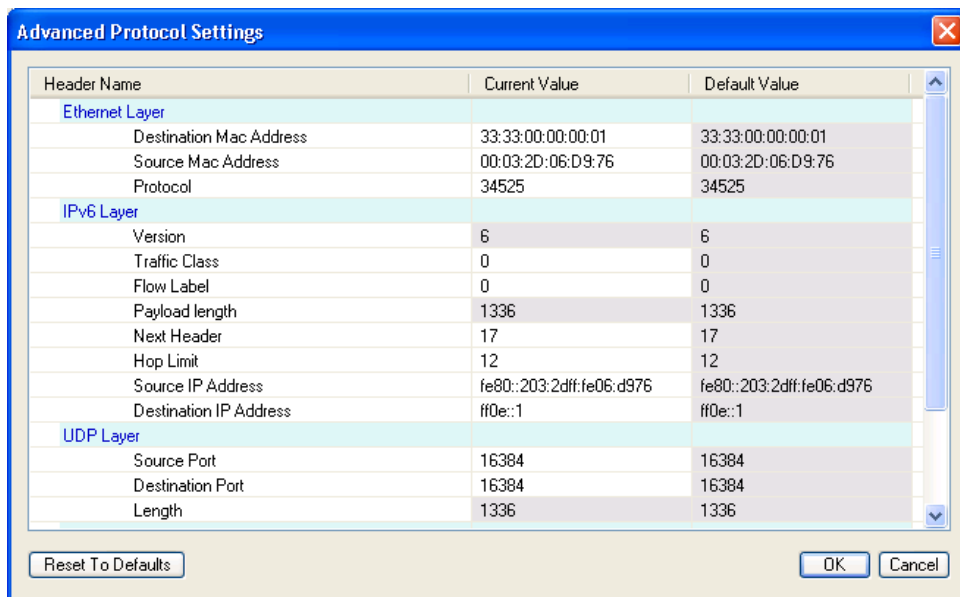 Advanced Protocol Settings
Header Name Current Value Default Value
Ethernet Layer
Destination Mac Address 33:33:00:00:00:01 33:33:00:00:00:01
Source Mac Address 00:03:2D:06:D9:76 00:03:2D:06:D9:76
Protocol 34525 34525
IPv6 Layer
Version 6 6
Traffic Class 0 0
Flow Label 0 0
Payload length 1336 1336
Next Header 17 17
Hop Limit 12 12
Source IP Address fe80::203:2dff:fe06:d976 fe80::203:2dff:fe06:d976
Destination IP Address ff0e::1 ff0e::1
UDP Layer
Source Port 16384 16384
Destination Port 16384 16384
Length 1336 1336
Reset To Defaults OK Cancel